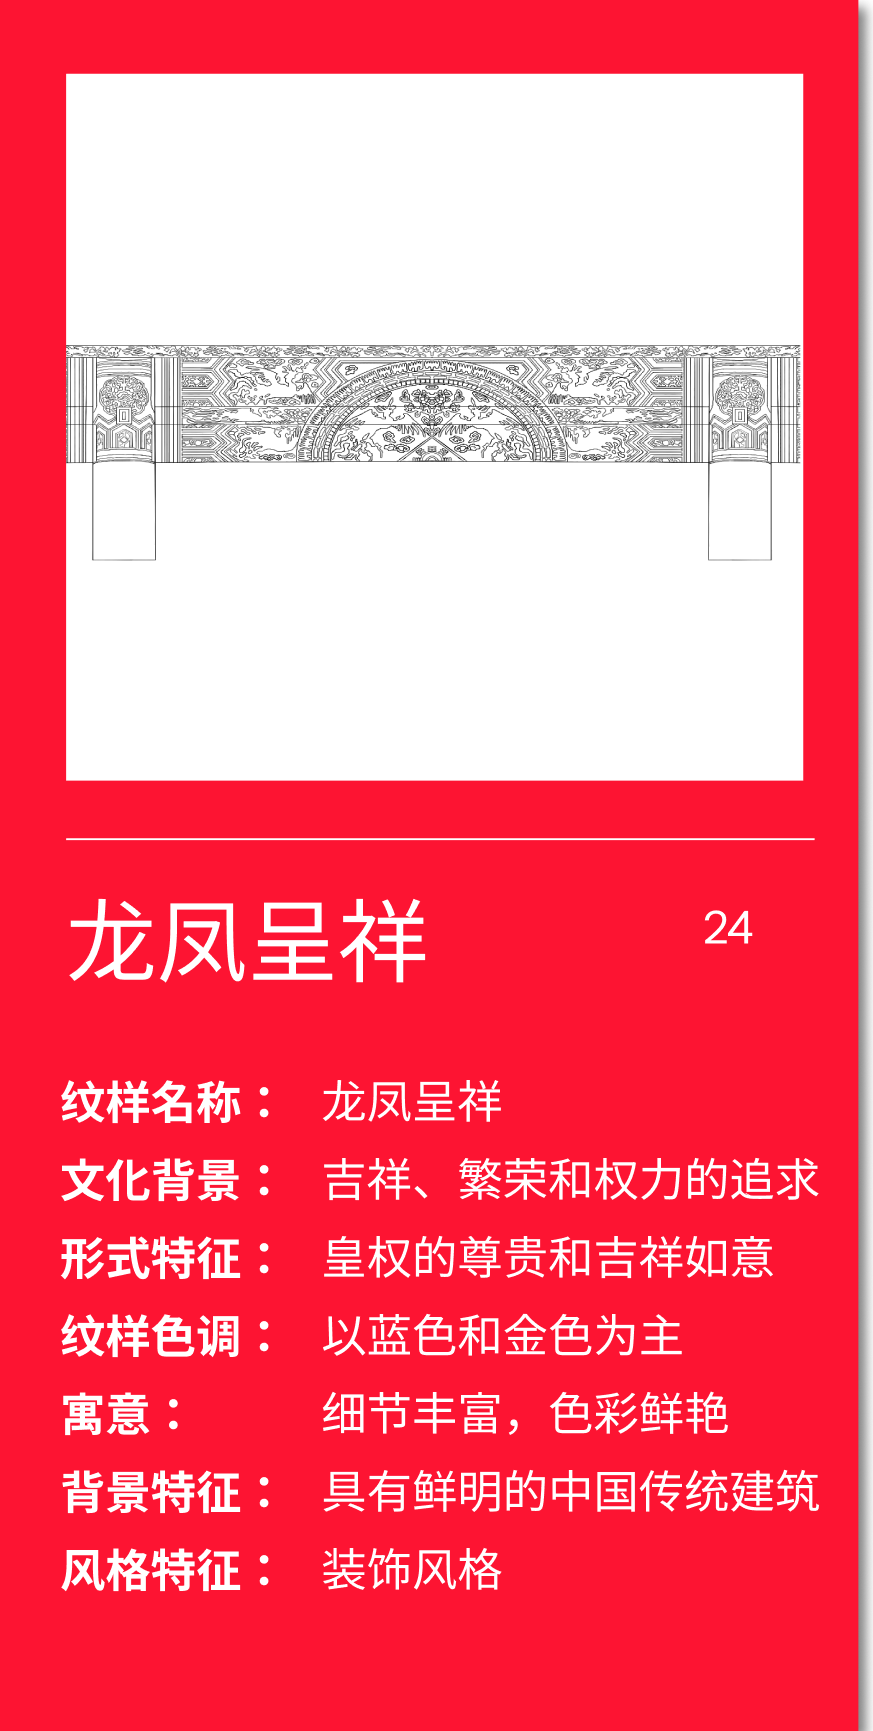 龙凤呈祥
24
纹样名称： 龙凤呈祥
文化背景： 吉祥、繁荣和权力的追求
形式特征： 皇权的尊贵和吉祥如意
纹样色调： 以蓝色和金色为主
寓意： 细节丰富，色彩鲜艳
背景特征： 具有鲜明的中国传统建筑
风格特征： 装饰风格